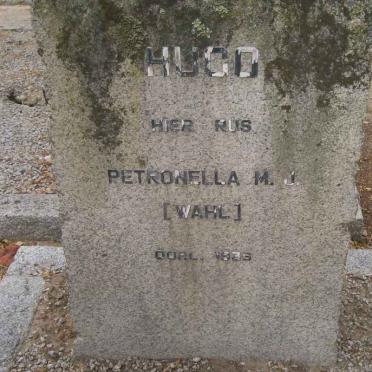 HUGO
HIER RUS
PETRONELLA M. J.
[WAHL]
OORL.